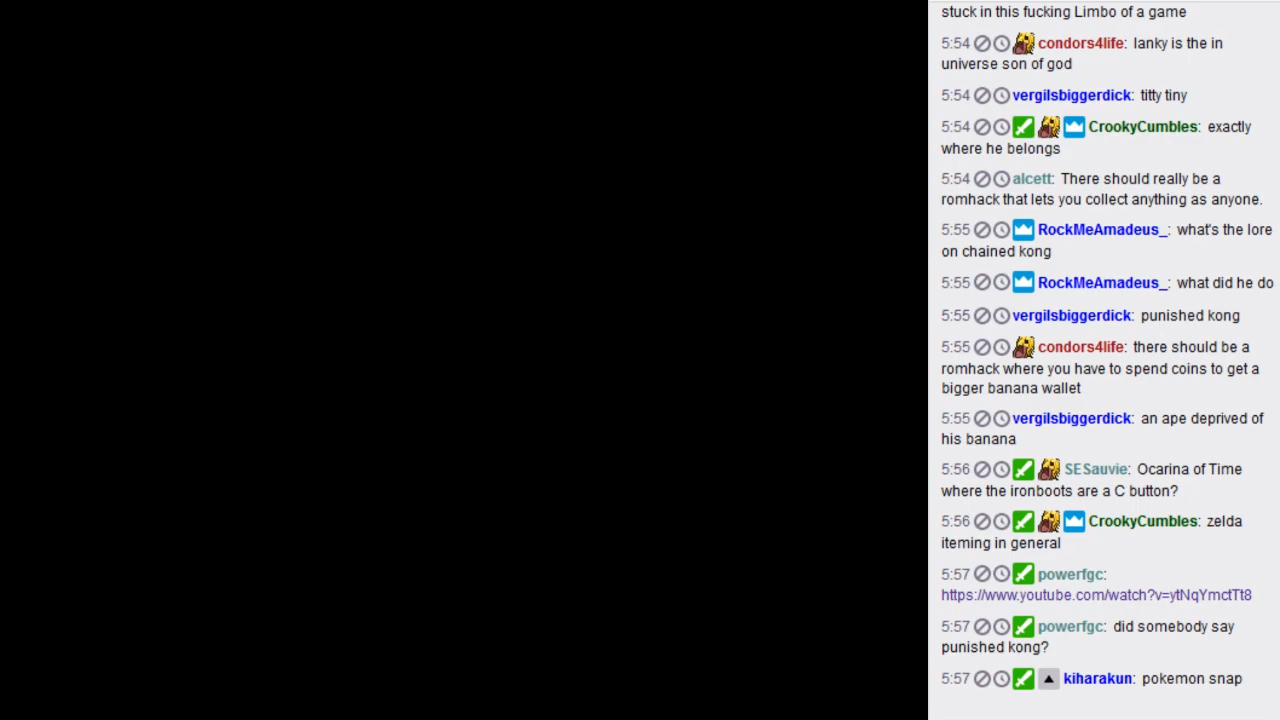 stuck in this fucking Limbo of a game
5:54 condors4life: lanky is the in
universe son of god
5:54 vergilsbiggerdick: titty tiny
5:54 CrookyCumbles: exactly
where he belongs
5:54 alcett: There should really be a
romhack that lets you collect anything as anyone.
5:55 RockMeAmadeus_: what's the lore
on chained kong
5:55 RockMeAmadeus_: what did he do
5:55 vergilsbiggerdick: punished kong
5:55 condors4life: there should be a
romhack where you have to spend coins to get a
bigger banana wallet
5:55 vergilsbiggerdick: an ape deprived of
his banana
5:56 SESauvie: Ocarina of Time
where the ironboots are a C button?
5:56 CrookyCumbles: zelda
iteming in general
5:57 powerfgc:
https://www.youtube.com/watch?v=ytNqYmctTt8
5:57 powerfgc: did somebody say
punished kong?
5:57 kiharakun: pokemon snap